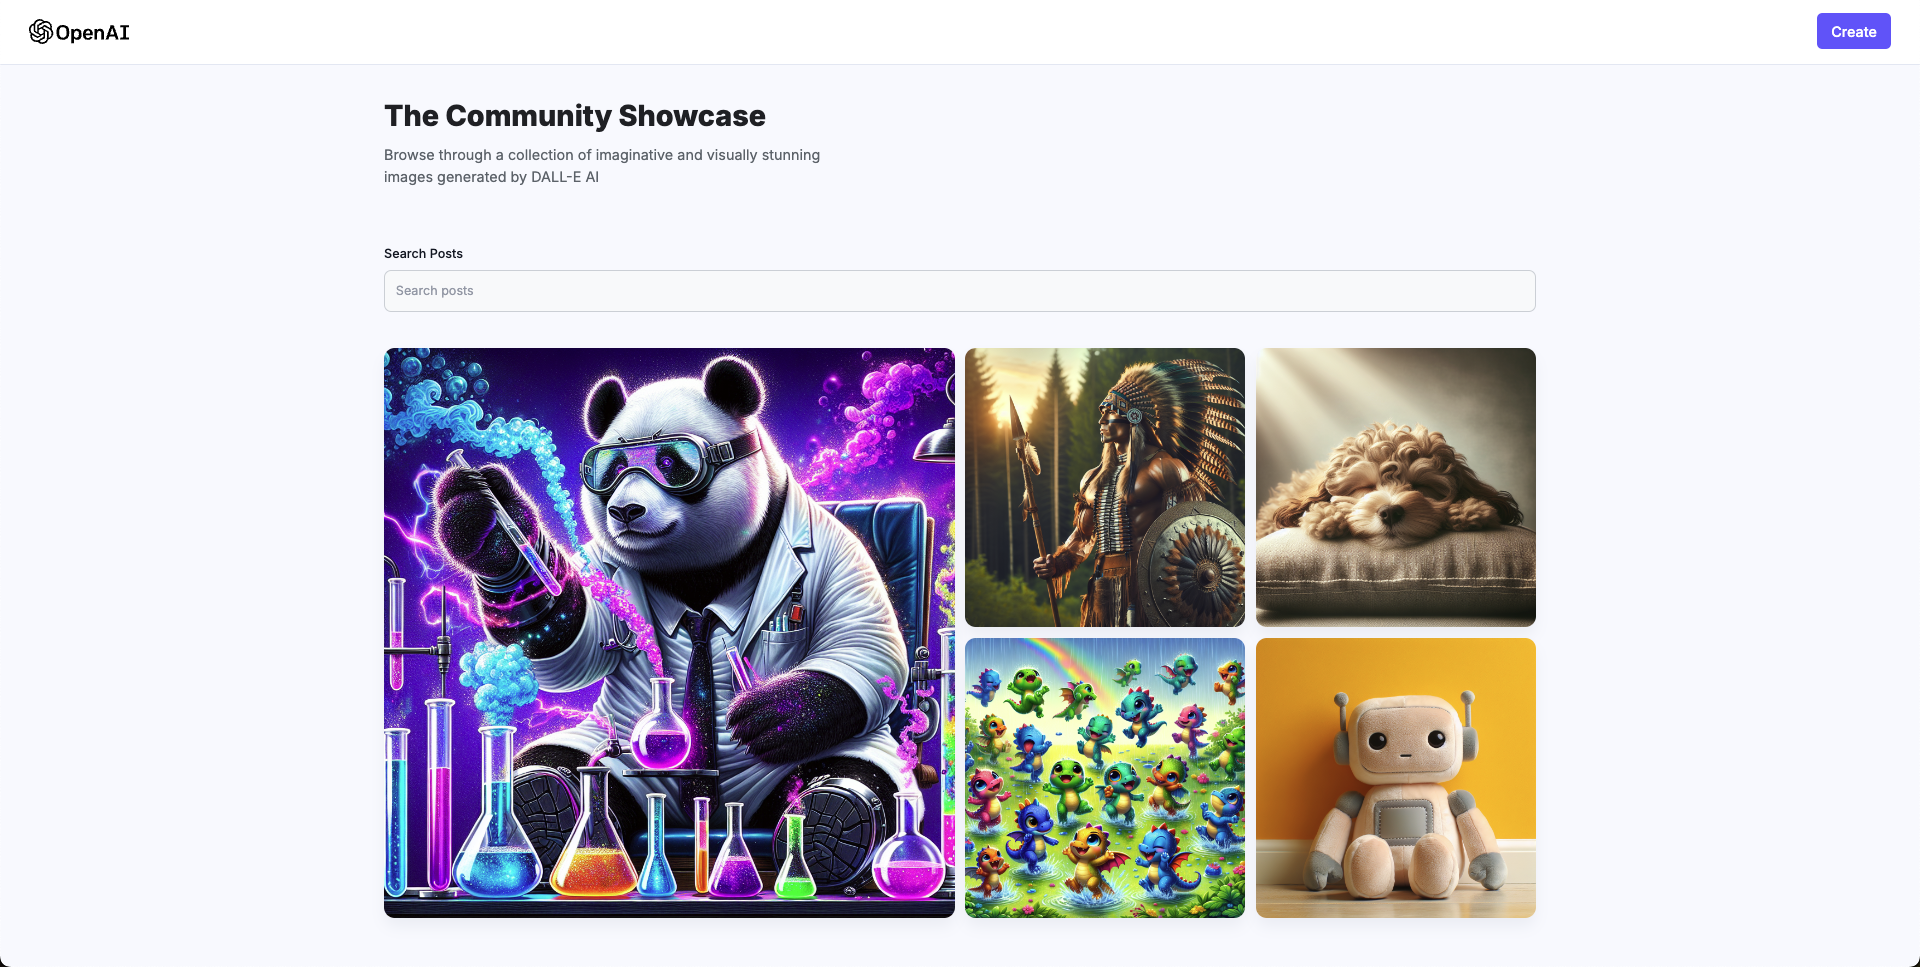 OpenAI
Create
The Community Showcase
Browse through a collection of imaginative and visually stunning
images generated by DALL-E AI
Search Posts
Search posts